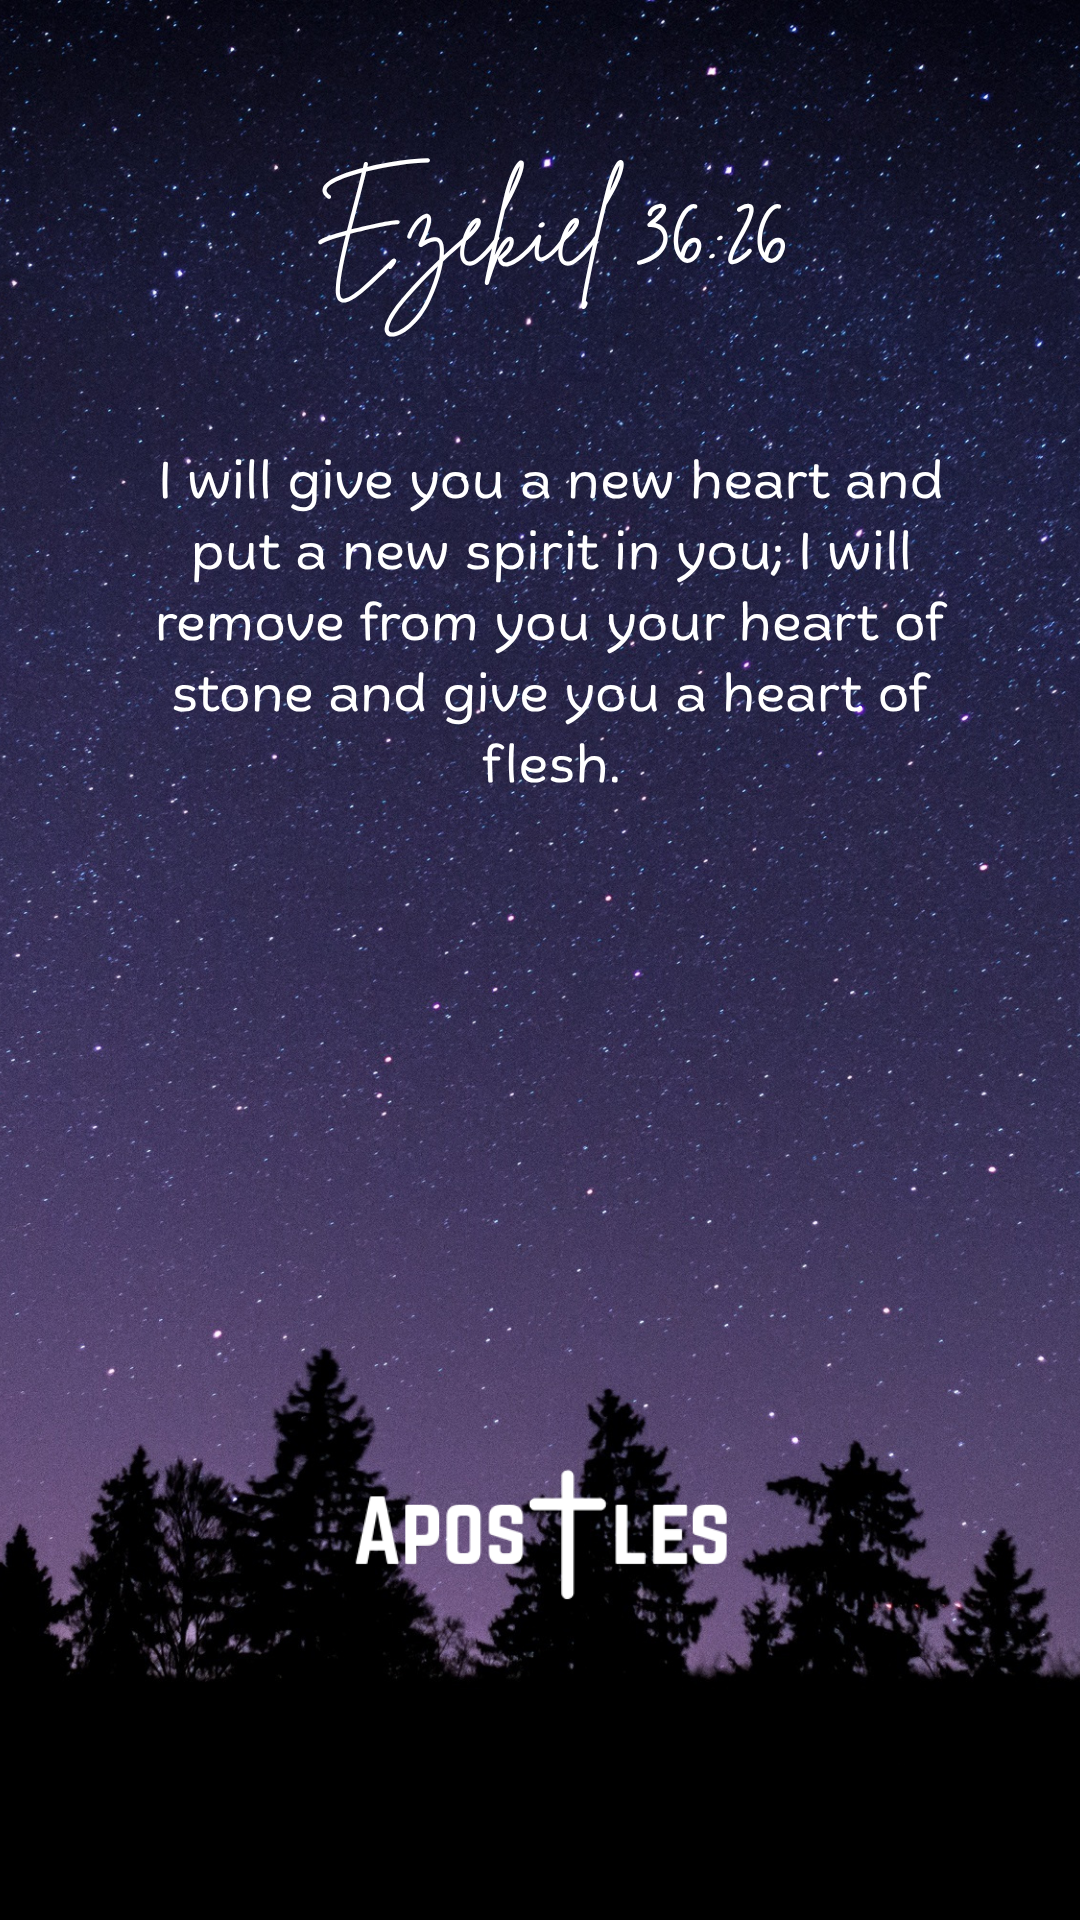 Ezekiel 36:26
I will give you a new heart and
put a new spirit in you; I will
remove from you your heart of
stone and give you a heart of
flesh.
APOSTLES